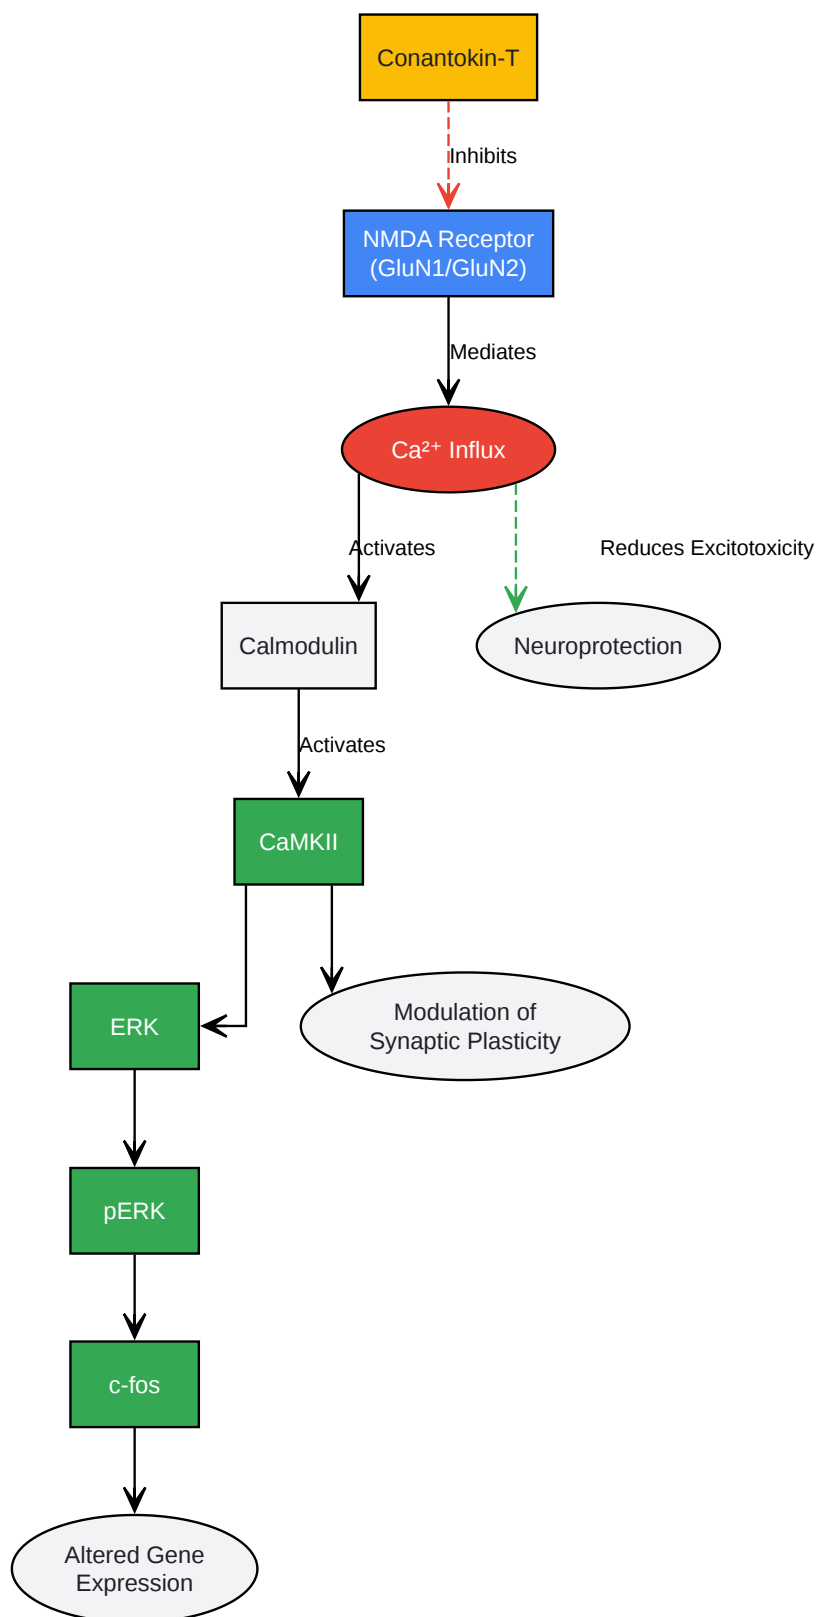 Conantokin-T
Inhibits
NMDA Receptor
(GluN1/GluN2)
Mediates
Ca²⁺ Influx
Activates
Reduces Excitotoxicity
Calmodulin
Neuroprotection
Activates
CaMKII
ERK
Modulation of
Synaptic Plasticity
pERK
c-fos
Altered Gene
Expression